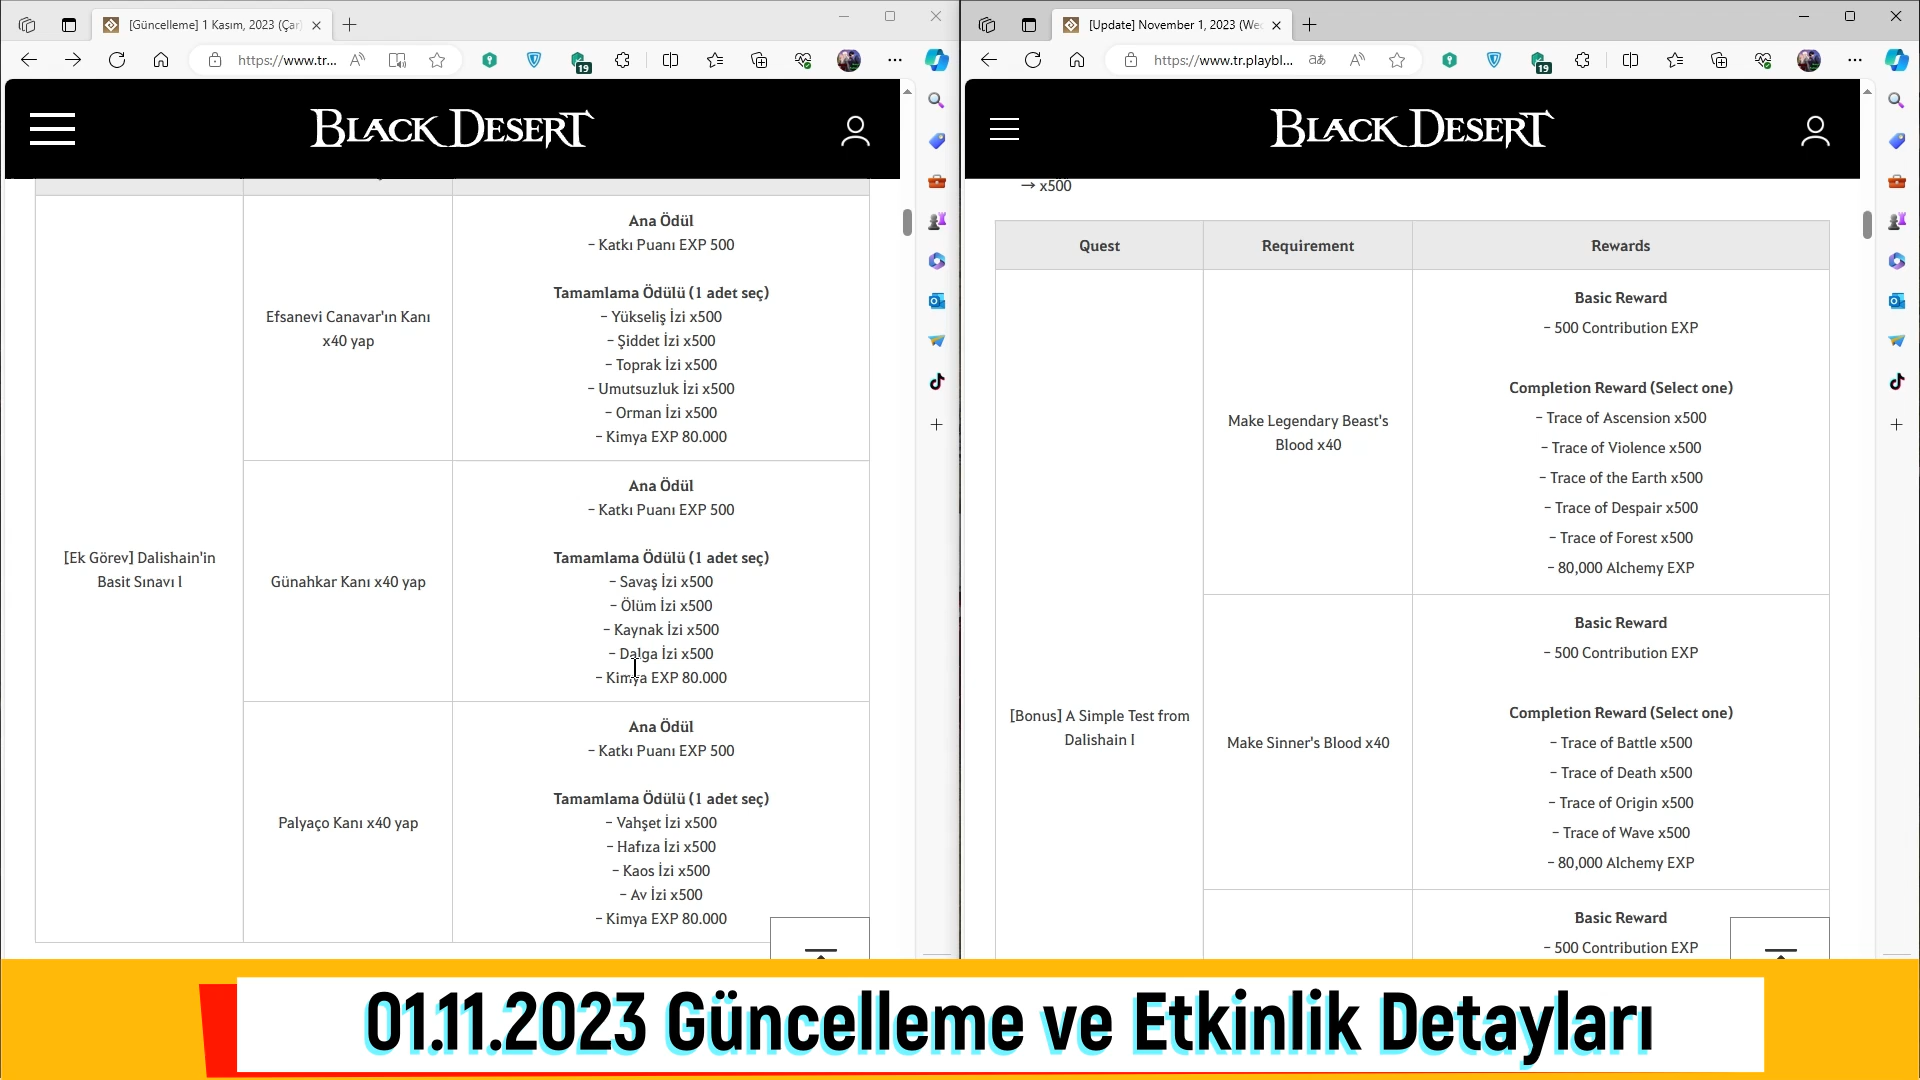 [Güncelleme] 1 Kasım, 2023 (Çar
https://www.tr...
19
BLACK DESERT
Ana Ödül
- Katkı Puanı EXP 500
Efsanevi Canavar'ın Kanı
x40 yap
Tamamlama Ödülü (1 adet seç)
- Yükseliş İzi x500
- Şiddet İzi x500
- Toprak İzi x500
- Umutsuzluk İzi x500
- Orman İzi x500
- Kimya EXP 80.000
[Ek Görev] Dalishain'in
Basit Sınavı I
Günahkar Kanı x40 yap
Ana Ödül
- Katkı Puanı EXP 500
Tamamlama Ödülü (1 adet seç)
- Savaş İzi x500
- Ölüm İzi x500
- Kaynak İzi x500
- Dalga İzi x500
- Kimya EXP 80.000
Palyaço Kanı x40 yap
Ana Ödül
- Katkı Puanı EXP 500
Tamamlama Ödülü (1 adet seç)
- Vahşet İzi x500
- Hafıza İzi x500
- Kaos İzi x500
- Av İzi x500
- Kimya EXP 80.000
[Update] November 1, 2023 (We
https://www.tr.playbl...
19
BLACK DESERT
→ x500
Quest
Requirement
Rewards
Make Legendary Beast's
Blood x40
Basic Reward
- 500 Contribution EXP
Completion Reward (Select one)
- Trace of Ascension x500
- Trace of Violence x500
- Trace of the Earth x500
- Trace of Despair x500
- Trace of Forest x500
- 80,000 Alchemy EXP
[Bonus] A Simple Test from
Dalishain I
Make Sinner's Blood x40
Basic Reward
- 500 Contribution EXP
Completion Reward (Select one)
- Trace of Battle x500
- Trace of Death x500
- Trace of Origin x500
- Trace of Wave x500
- 80,000 Alchemy EXP
Basic Reward
- 500 Contribution EXP
01.11.2023 Güncelleme ve Etkinlik Detayları